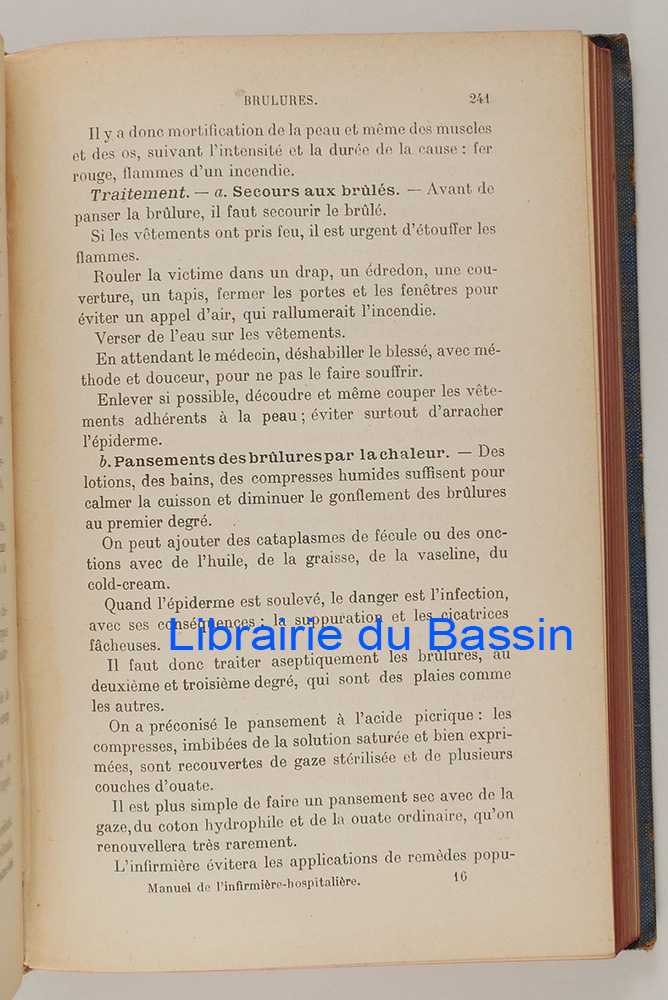 BRULURES. 241
Il y a donc mortification de la peau et même des muscles
et des os, suivant l'intensité et la durée de la cause : fer
rouge, flammes d'un incendie.
Traitement. — a. Secours aux brûlés. — Avant de
panser la brûlure, il faut secourir le brûlé.
Si les vêtements ont pris feu, il est urgent d'étouffer les
flammes.
Rouler la victime dans un drap, un édredon, une cou-
verture, un tapis, fermer les portes et les fenêtres pour
éviter un appel d'air, qui rallumerait l'incendie.
Verser de l'eau sur les vêtements.
En attendant le médecin, déshabiller le blessé, avec mé-
thode et douceur, pour ne pas le faire souffrir.
Enlever si possible, découdre et même couper les vête-
ments adhérents à la peau ; éviter surtout d'arracher
l'épiderme.
b. Pansements des brûlures par la chaleur. — Des
lotions, des bains, des compresses humides suffisent pour
calmer la cuisson et diminuer le gonflement des brûlures
au premier degré.
On peut ajouter des cataplasmes de fécule ou des onc-
tions avec de l'huile, de la graisse, de la vaseline, du
cold-cream.
Quand l'épiderme est soulevé, le danger est l'infection,
avec ses conséquences : la suppuration et les cicatrices
fâcheuses.
Librairie du Bassin
Il faut donc traiter aseptiquement les brûlures, au
deuxième et troisième degré, qui sont des plaies comme
les autres.
On a préconisé le pansement à l'acide picrique : les
compresses, imbibées de la solution saturée et bien expri-
mées, sont recouvertes de gaze stérilisée et de plusieurs
couches d'ouate.
Il est plus simple de faire un pansement sec avec de la
gaze, du coton hydrophile et de la ouate ordinaire, qu'on
renouvellera très rarement.
L'infirmière évitera les applications de remèdes popu-
Manuel de l'infirmière-hospitalière. 16